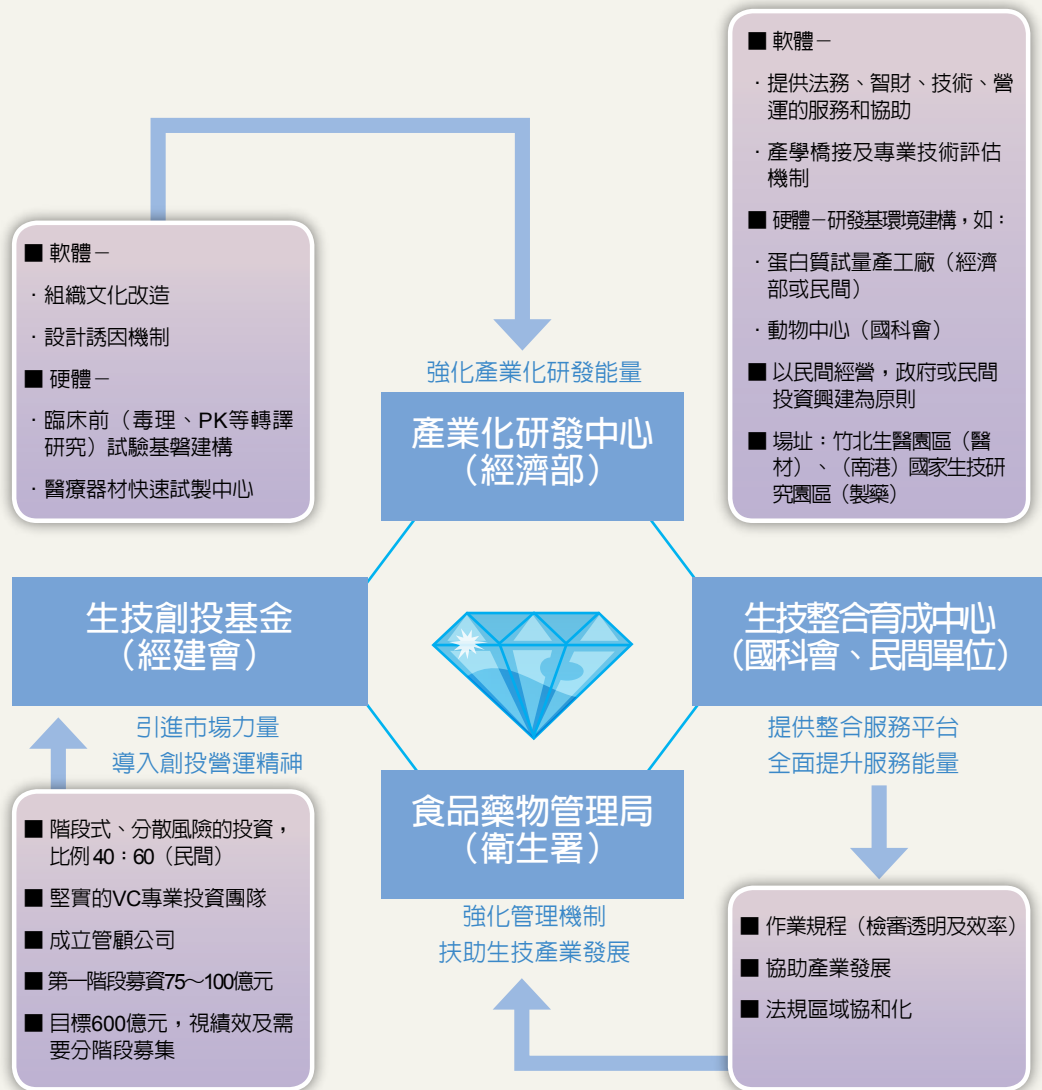 ■ 軟體－
‧組織文化改造
‧設計誘因機制
■ 硬體－
‧臨床前（毒理、PK等轉譯
研究）試驗基磐建構
‧醫療器材快速試製中心
■ 軟體－
‧提供法務、智財、技術、營
運的服務和協助
‧產學橋接及專業技術評估
機制
■ 硬體－研發基環境建構，如：
‧蛋白質試量產工廠（經濟
部或民間）
‧動物中心（國科會）
■ 以民間經營，政府或民間
投資興建為原則
■ 場址：竹北生醫園區（醫
材）、（南港）國家生技研
究園區（製藥）
強化產業化研發能量
產業化研發中心
（經濟部）
生技創投基金
（經建會）
引進市場力量
導入創投營運精神
生技整合育成中心
（國科會、民間單位）
提供整合服務平台
全面提升服務能量
食品藥物管理局
（衛生署）
強化管理機制
扶助生技產業發展
■ 階段式、分散風險的投資，
比例40：60（民間）
■ 堅實的VC專業投資團隊
■ 成立管顧公司
■ 第一階段募資75～100億元
■ 目標600億元，視績效及需
要分階段募集
■ 作業規程（檢審透明及效率）
■ 協助產業發展
■ 法規區域協和化